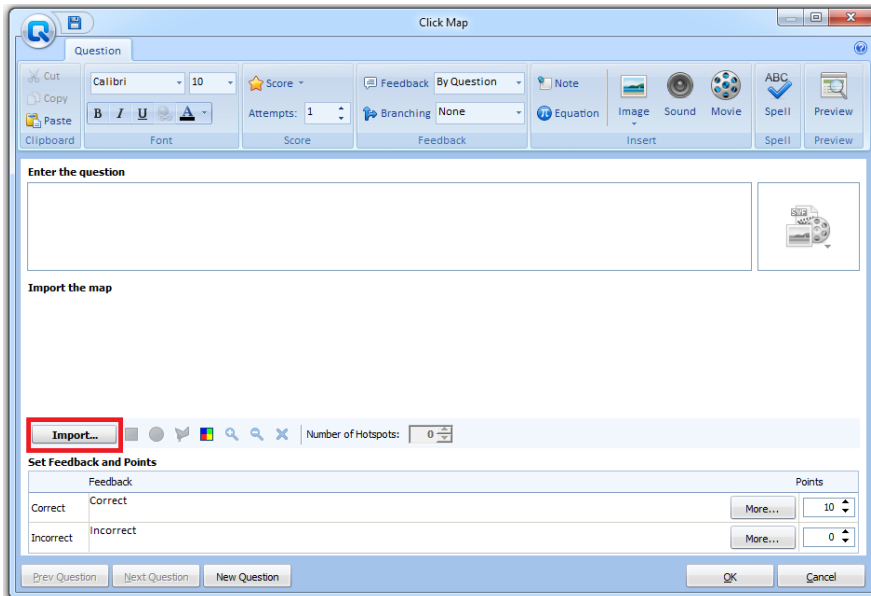 Click Map
Question
Cut
Calibri 10 Score Feedback By Question Note ABC
Copy
Paste B I U A Attempts: 1 Branching None Equation Image Sound Movie Spell Preview
Clipboard Font Score Feedback Insert Spell Preview
Enter the question
SWF
Import the map
Import... Number of Hotspots: 0
Set Feedback and Points
Feedback Points
Correct Correct More... 10
Incorrect Incorrect More... 0
Prev Question Next Question New Question OK Cancel